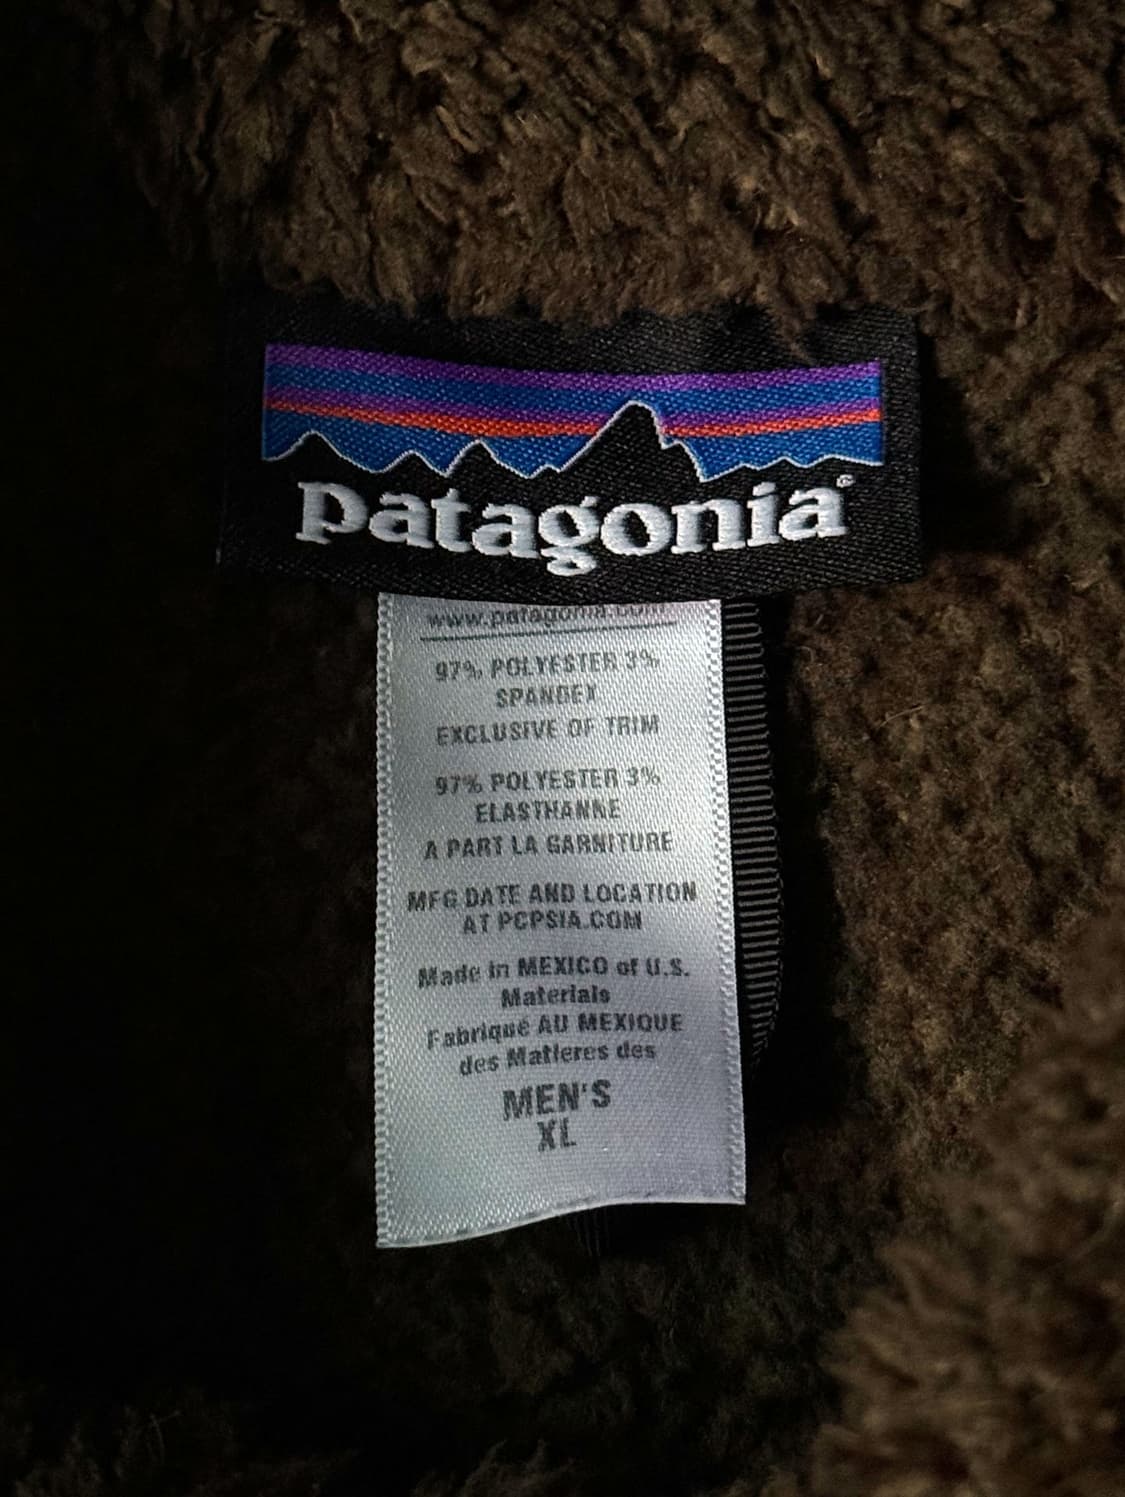 patagonia®
www.patagonia.com
97% POLYESTER 3%
SPANDEX
EXCLUSIVE OF TRIM
97% POLYESTER 3%
ELASTHANNE
A PART LA GARNITURE
MFG DATE AND LOCATION
AT PCPSIA.COM
Made in MEXICO of U.S.
Materials
Fabriqué AU MEXIQUE
des Matieres des
MEN'S
XL